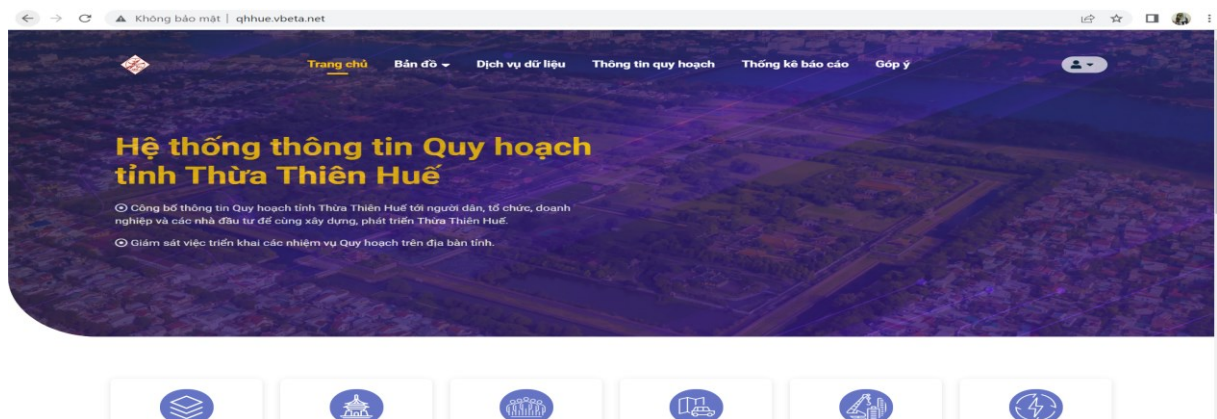 Không bảo mật | qhhue.vbeta.net
Trang chủ Bản đồ Dịch vụ dữ liệu Thông tin quy hoạch Thống kê báo cáo Góp ý
Hệ thống thông tin Quy hoạch
tỉnh Thừa Thiên Huế
Công bố thông tin Quy hoạch tỉnh Thừa Thiên Huế tới người dân, tổ chức, doanh
nghiệp và các nhà đầu tư để cùng xây dựng, phát triển Thừa Thiên Huế.
Giám sát việc triển khai các nhiệm vụ Quy hoạch trên địa bàn tỉnh.